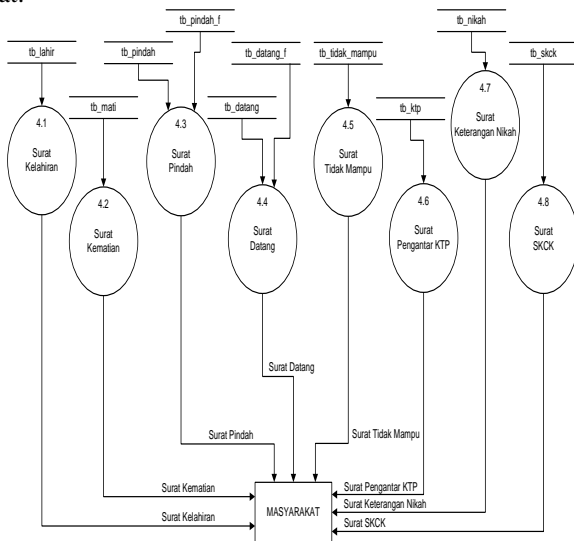 tb_pindah_f
tb_nikah
tb_lahir
tb_pindah
tb_datang_f
tb_tidak_mampu
tb_skck
tb_mati
tb_datang
tb_ktp
4.1
Surat
Kelahiran
4.2
Surat
Kematian
4.3
Surat
Pindah
4.4
Surat
Datang
4.5
Surat
Tidak Mampu
4.6
Surat
Pengantar KTP
4.7
Surat
Keterangan Nikah
4.8
Surat
SKCK
Surat Datang
Surat Pindah
Surat Tidak Mampu
Surat Kematian
Surat Pengantar KTP
MASYARAKAT
Surat Keterangan Nikah
Surat Kelahiran
Surat SKCK